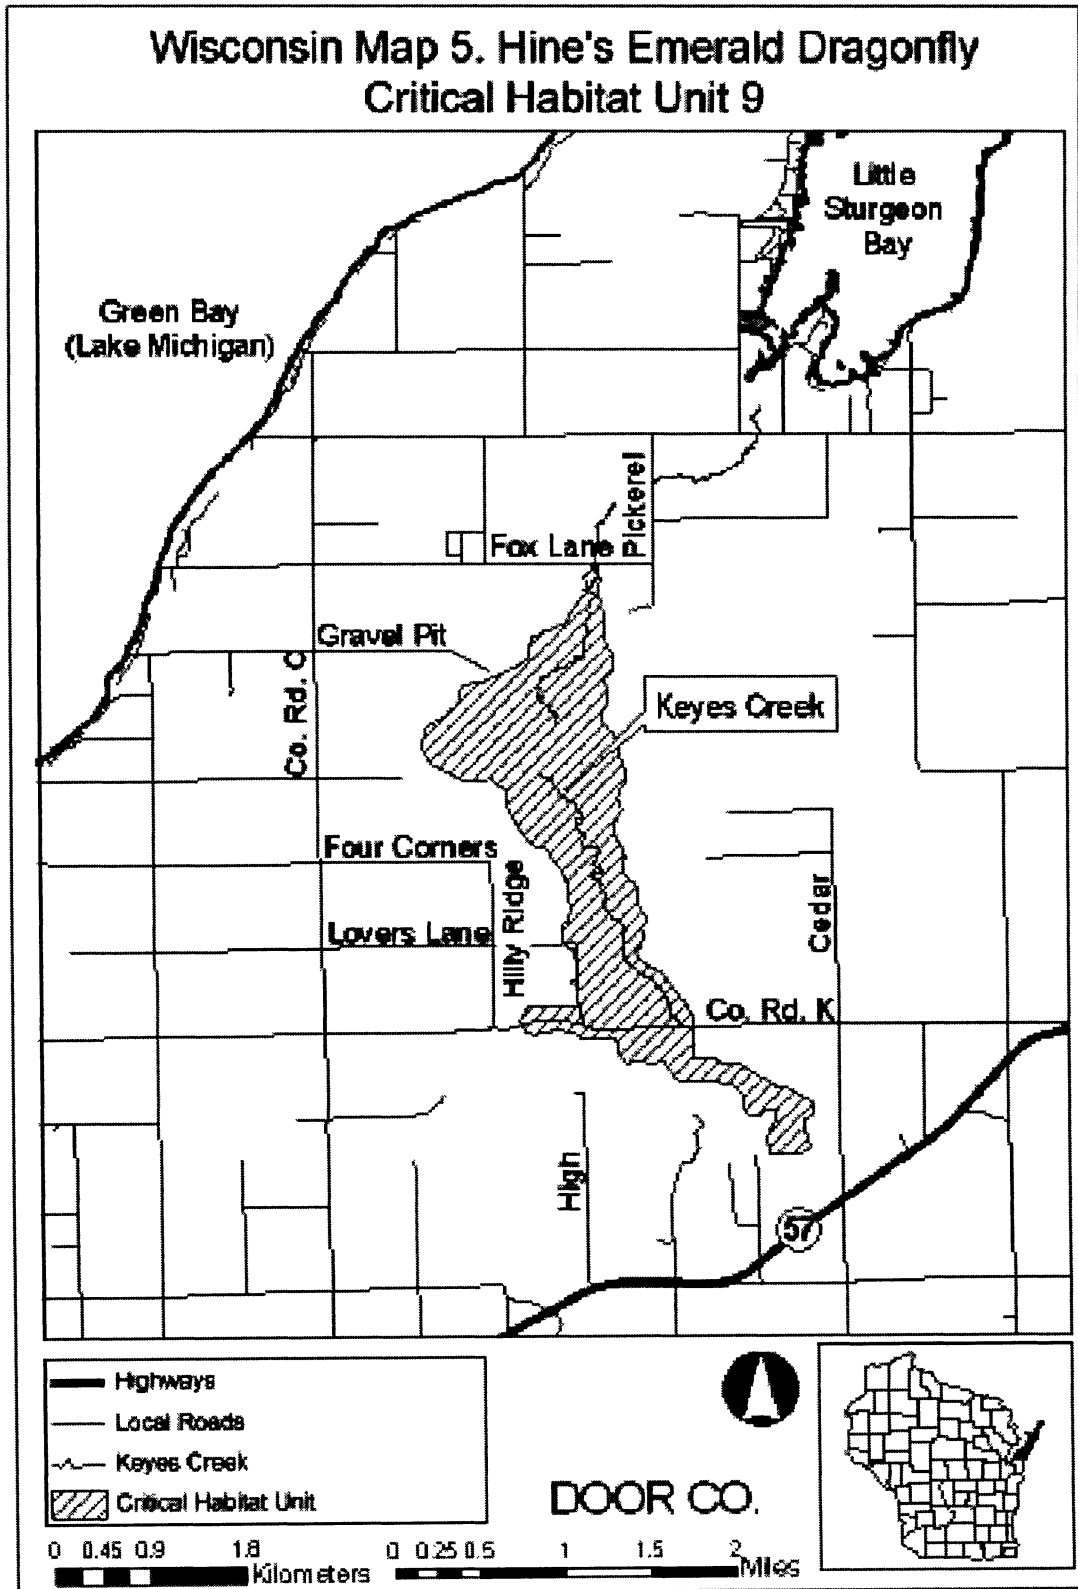 Wisconsin Map 5. Hine's Emerald Dragonfly
Critical Habitat Unit 9
Little
Sturgeon
Bay
Green Bay
(Lake Michigan)
Pickerel
Fox Lane
Gravel Pit
Co. Rd. C
Keyes Creek
Four Corners
Hilly Ridge
Cedar
Lovers Lane
Co. Rd. K
High
57
Highways
Local Roads
Keyes Creek
Critical Habitat Unit
DOOR CO.
0 0.45 0.9 1.8 Kilometers
0 0.25 0.5 1 1.5 2 Miles